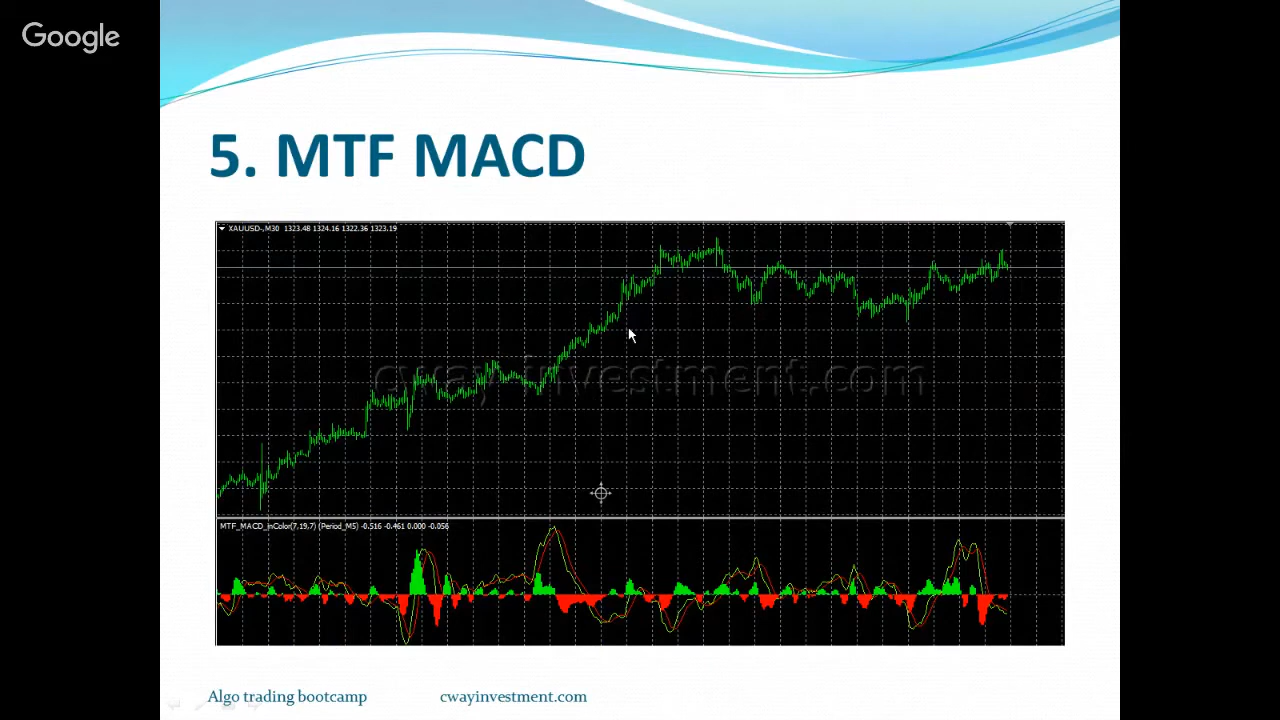 Google
5. MTF MACD
XAUUSD-,M30 1323.48 1324.16 1322.36 1323.19
cwayinvestment.com
MTF_MACD_inColor(7,19,7) (Period_M5) -0.516 -0.461 0.000 -0.056
Algo trading bootcamp
cwayinvestment.com